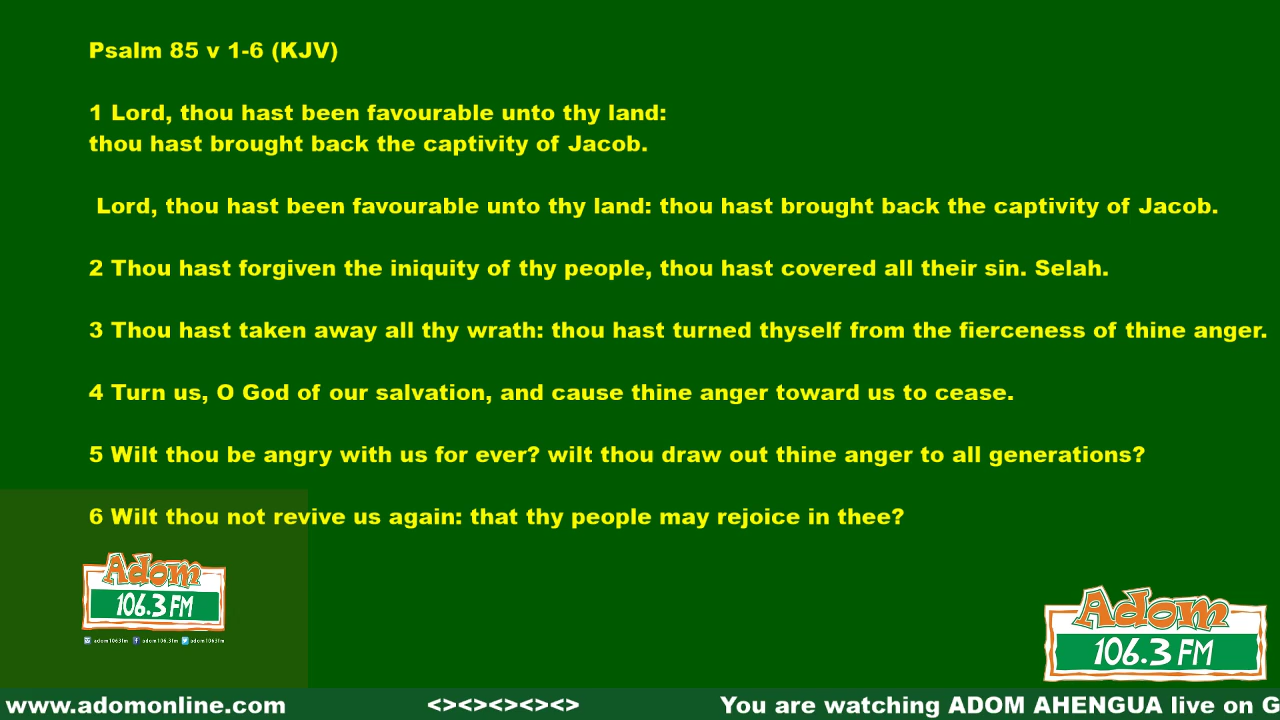 Psalm 85 v 1-6 (KJV)
1 Lord, thou hast been favourable unto thy land:
thou hast brought back the captivity of Jacob.
Lord, thou hast been favourable unto thy land: thou hast brought back the captivity of Jacob.
2 Thou hast forgiven the iniquity of thy people, thou hast covered all their sin. Selah.
3 Thou hast taken away all thy wrath: thou hast turned thyself from the fierceness of thine anger.
4 Turn us, O God of our salvation, and cause thine anger toward us to cease.
5 Wilt thou be angry with us for ever? wilt thou draw out thine anger to all generations?
6 Wilt thou not revive us again: that thy people may rejoice in thee?
Adom
106.3 FM
adom1063fm adom106.3fm adom1063fm
Adom
106.3 FM
www.adomonline.com <><><><><> You are watching ADOM AHENGUA live on G